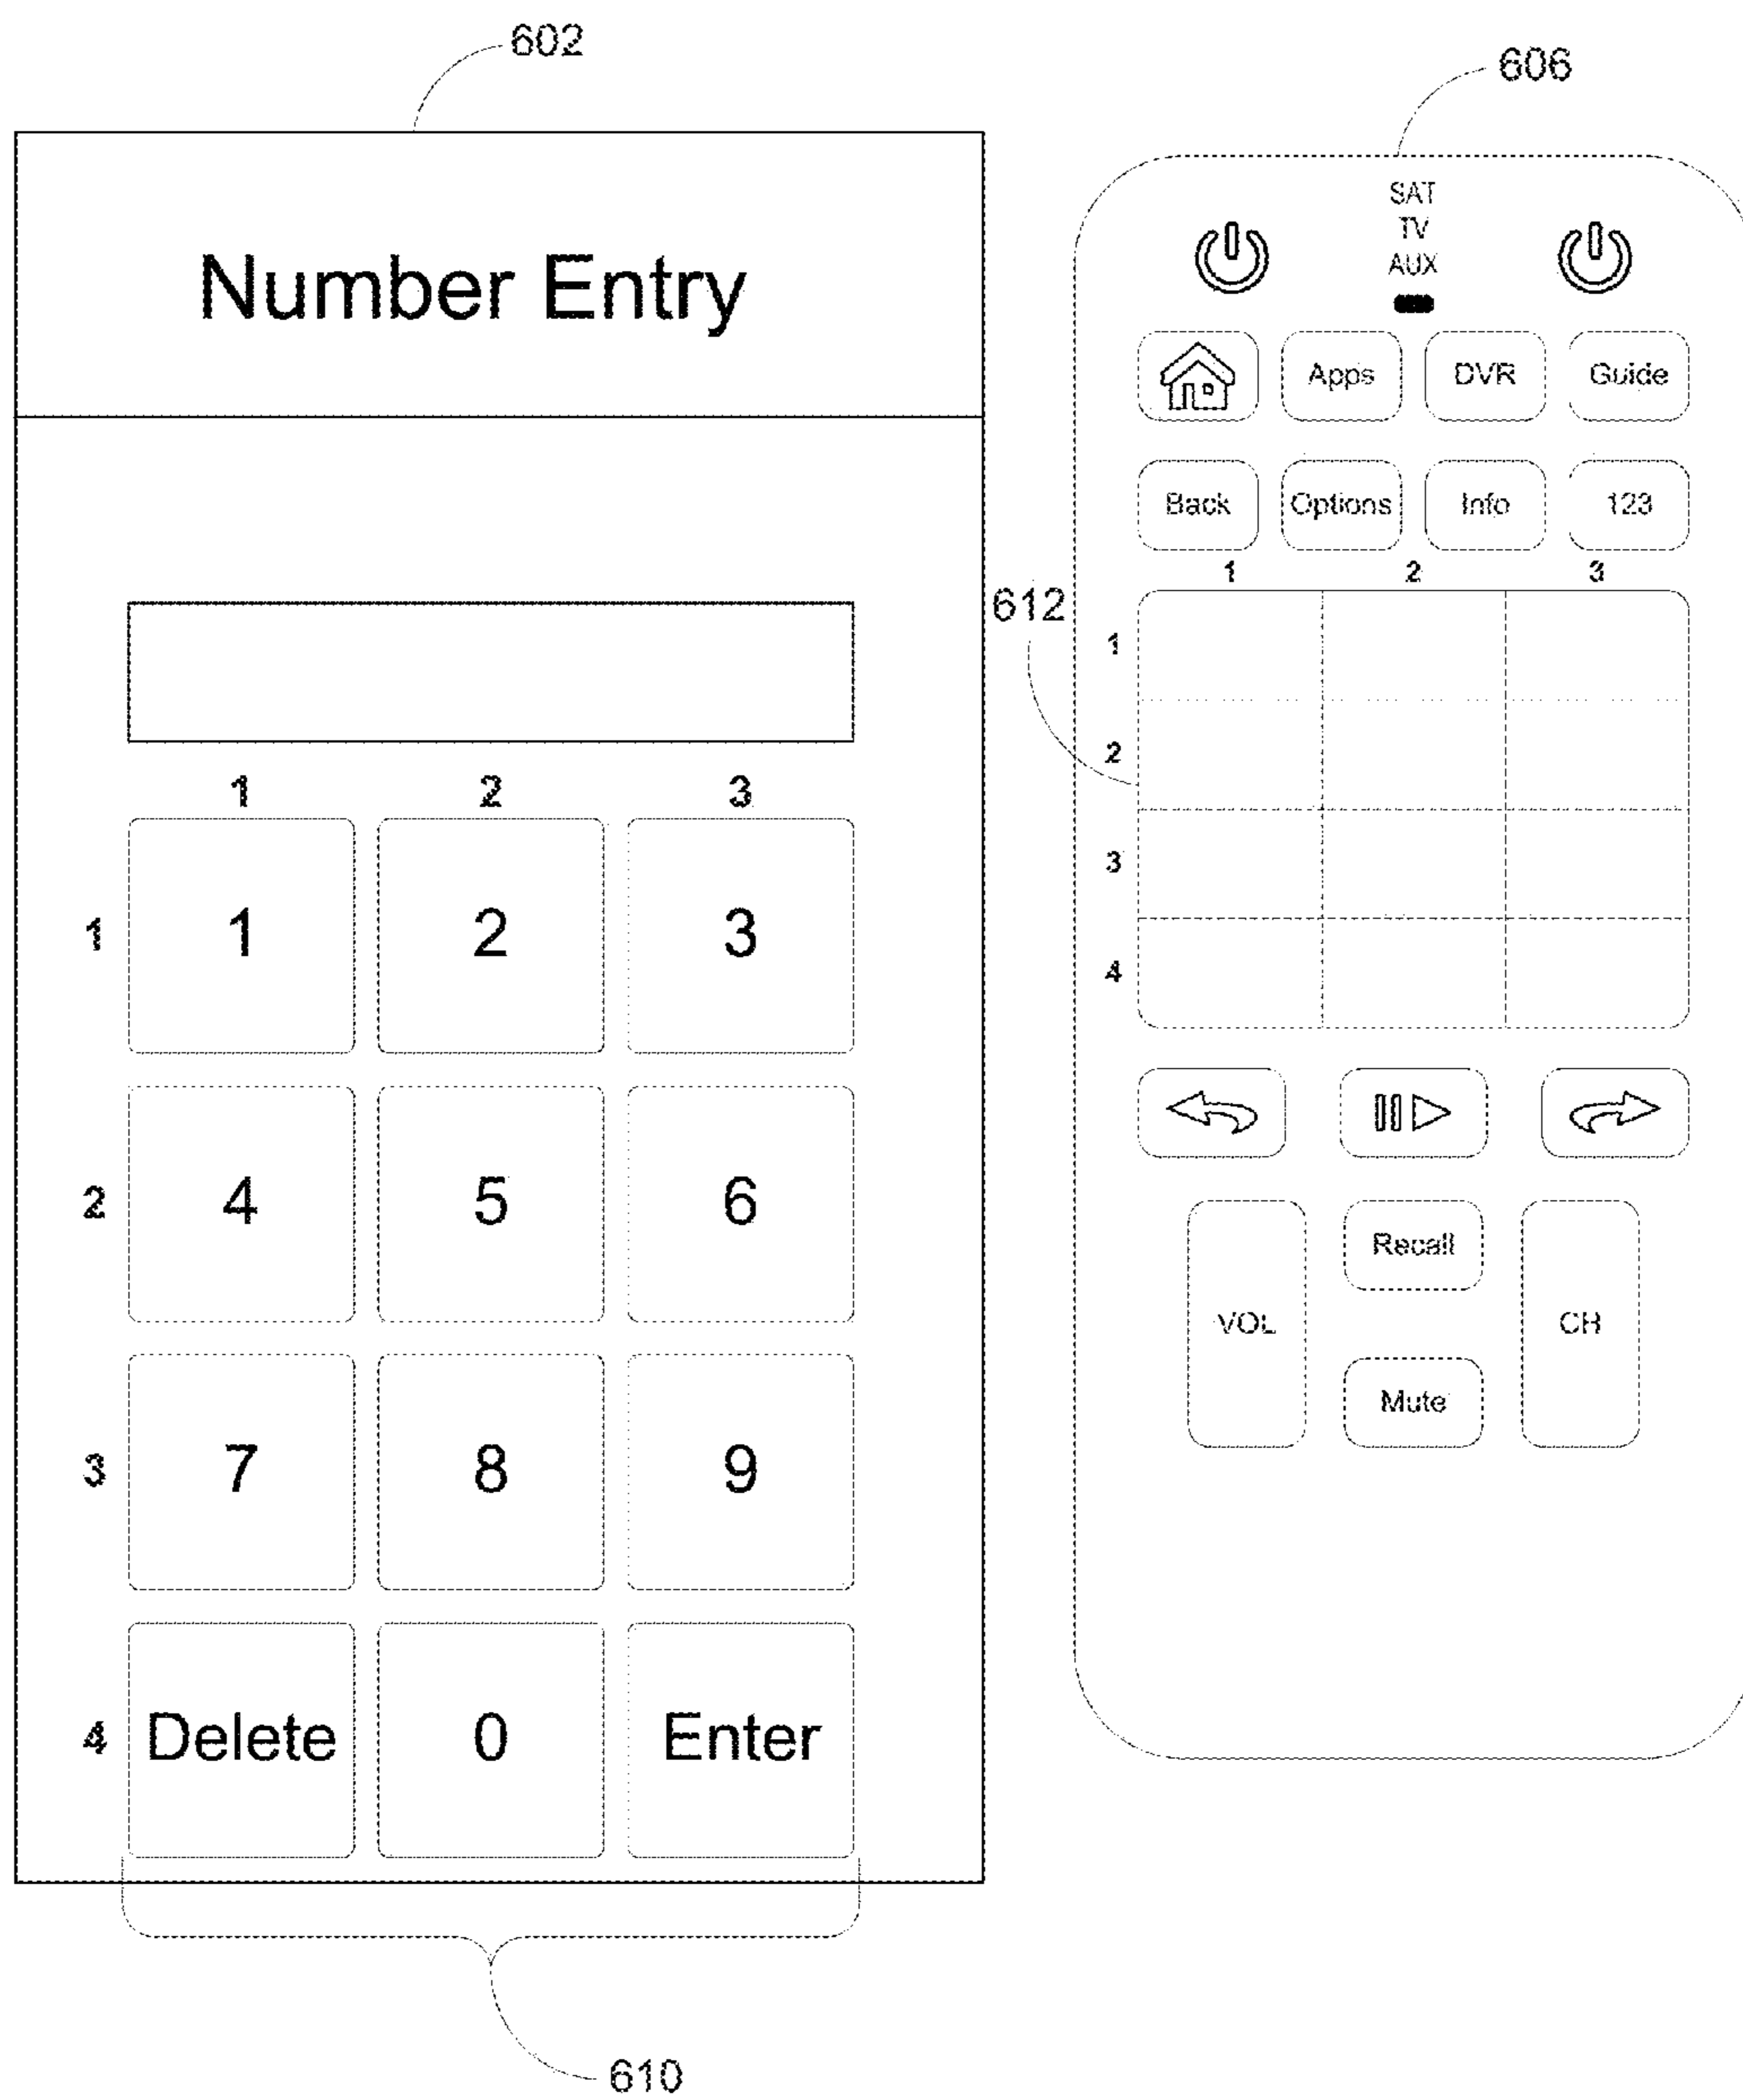 602
Number Entry
1 2 3
1 1 2 3
2 4 5 6
3 7 8 9
4 Delete 0 Enter
610
606
SAT
TV
AUX
Apps DVR Guide
Back Options Info 123
1 2 3
612
1
2
3
4
Recall
VOL CH
Mute